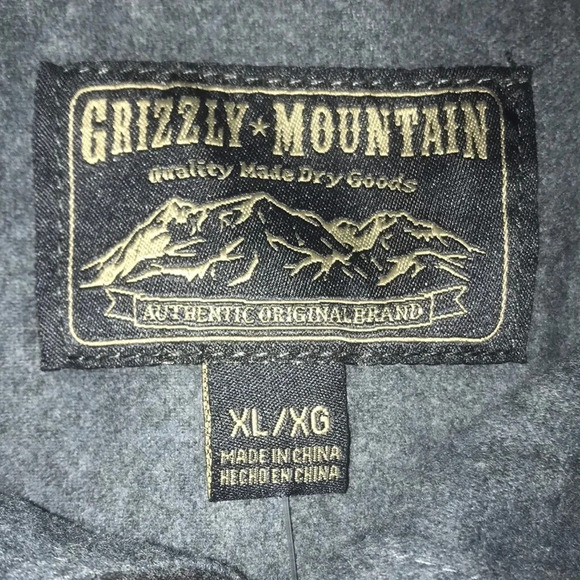 GRIZZLY★MOUNTAIN
Quality Made Dry Goods
AUTHENTIC ORIGINAL BRAND
XL/XG
MADE IN CHINA
HECHO EN CHINA